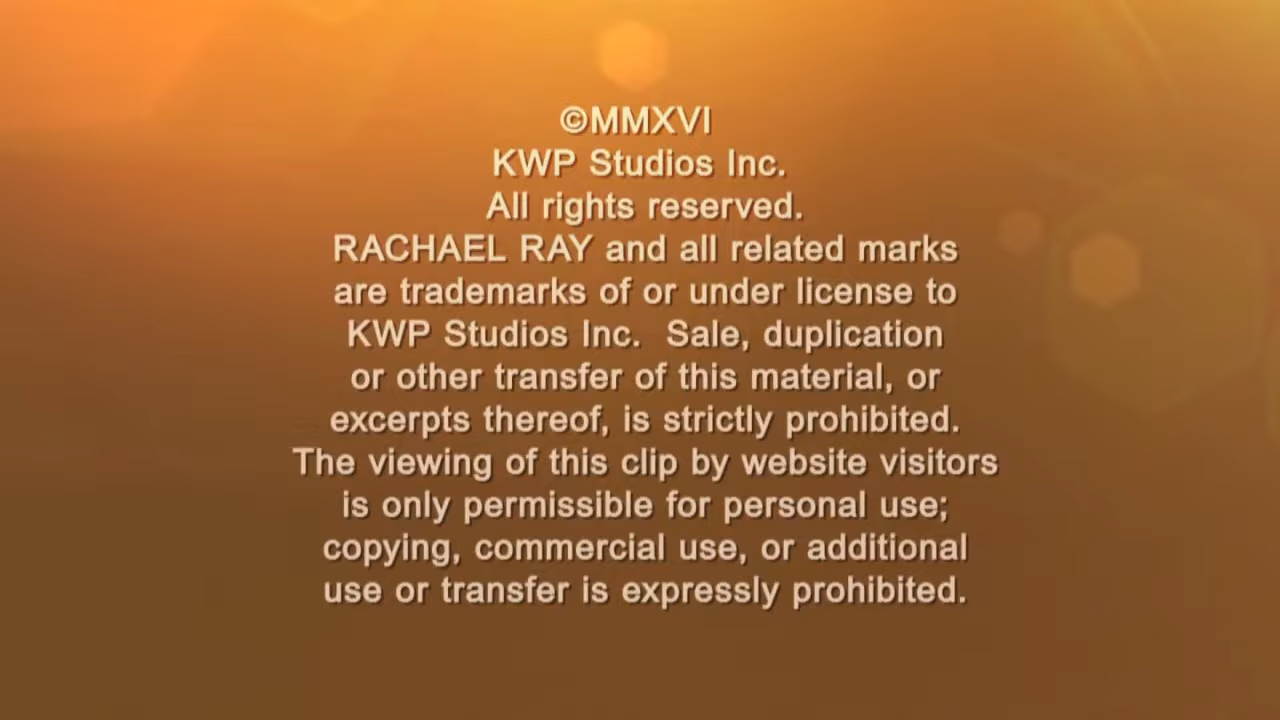 ©MMXVI
KWP Studios Inc.
All rights reserved.
RACHAEL RAY and all related marks
are trademarks of or under license to
KWP Studios Inc.  Sale, duplication
or other transfer of this material, or
excerpts thereof, is strictly prohibited.
The viewing of this clip by website visitors
is only permissible for personal use;
copying, commercial use, or additional
use or transfer is expressly prohibited.